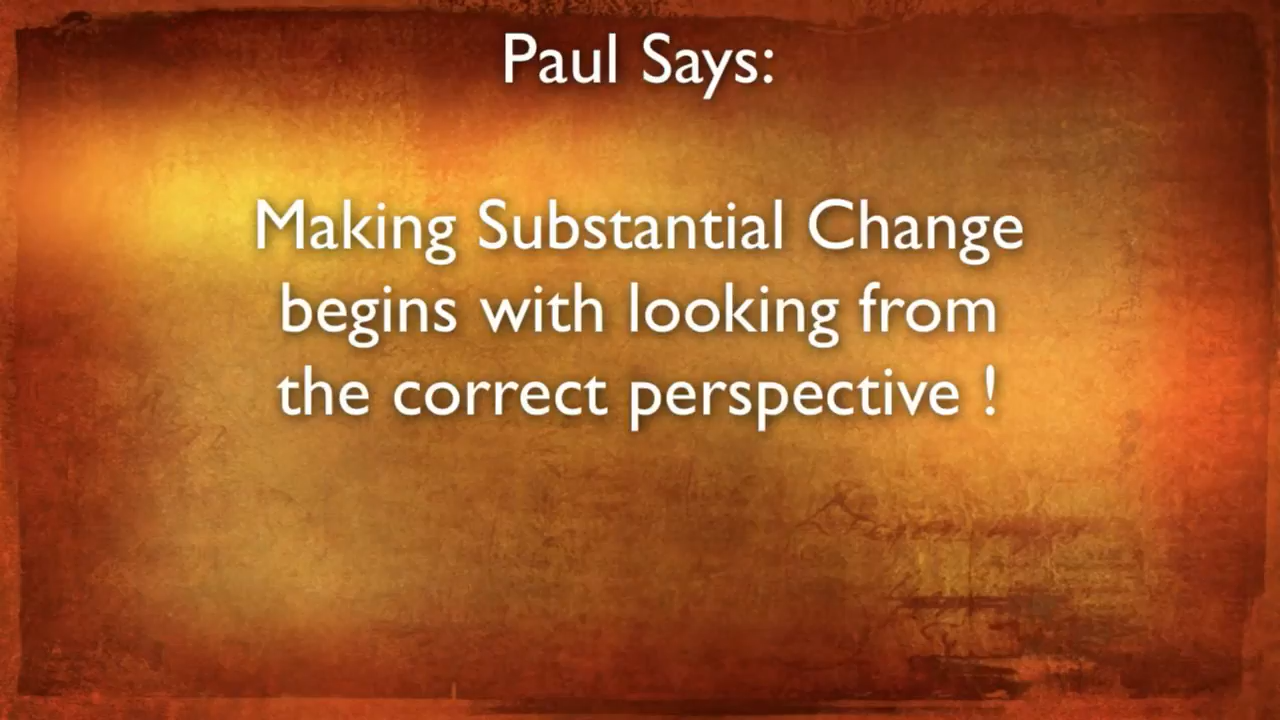 Paul Says:
Making Substantial Change
begins with looking from
the correct perspective !